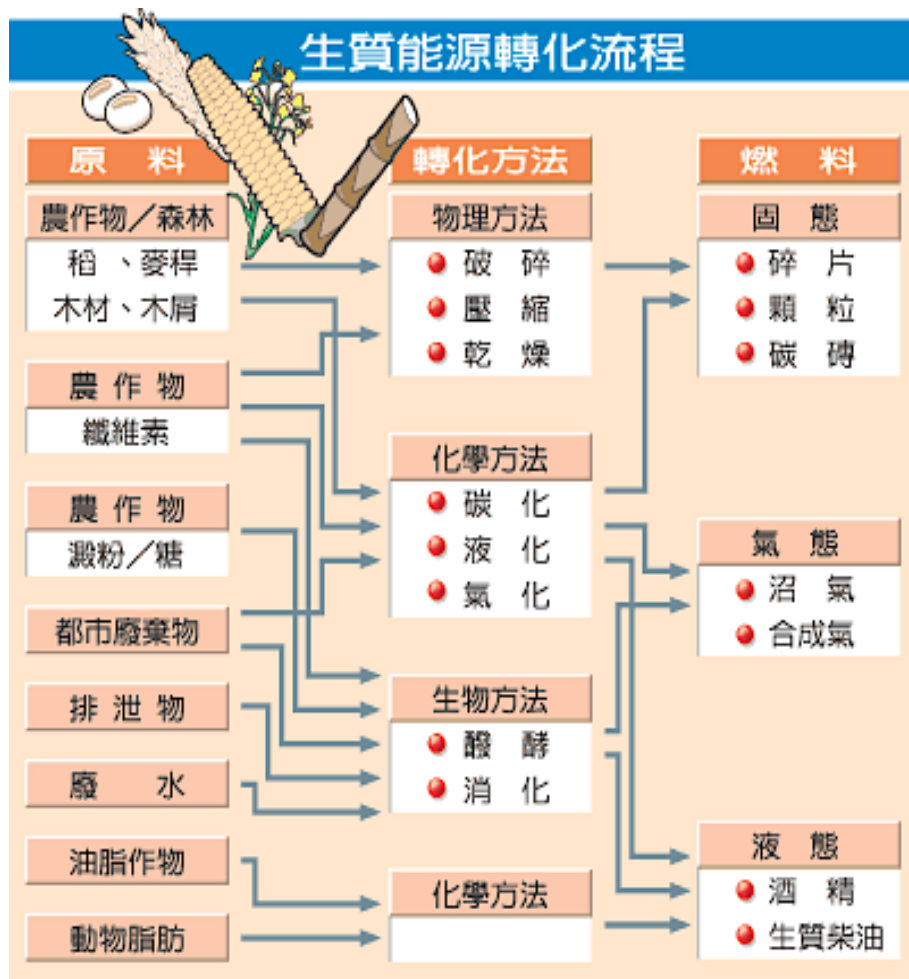 生質能源轉化流程
原 料
農作物／森林
稻、麥稈
木材、木屑
農作物
纖維素
農作物
澱粉／糖
都市廢棄物
排泄物
廢 水
油脂作物
動物脂肪
轉化方法
物理方法
破 碎
壓 縮
乾 燥
化學方法
碳 化
液 化
氣 化
生物方法
醱 酵
消 化
化學方法
燃 料
固 態
碎 片
顆 粒
碳 磚
氣 態
沼 氣
合成氣
液 態
酒 精
生質柴油